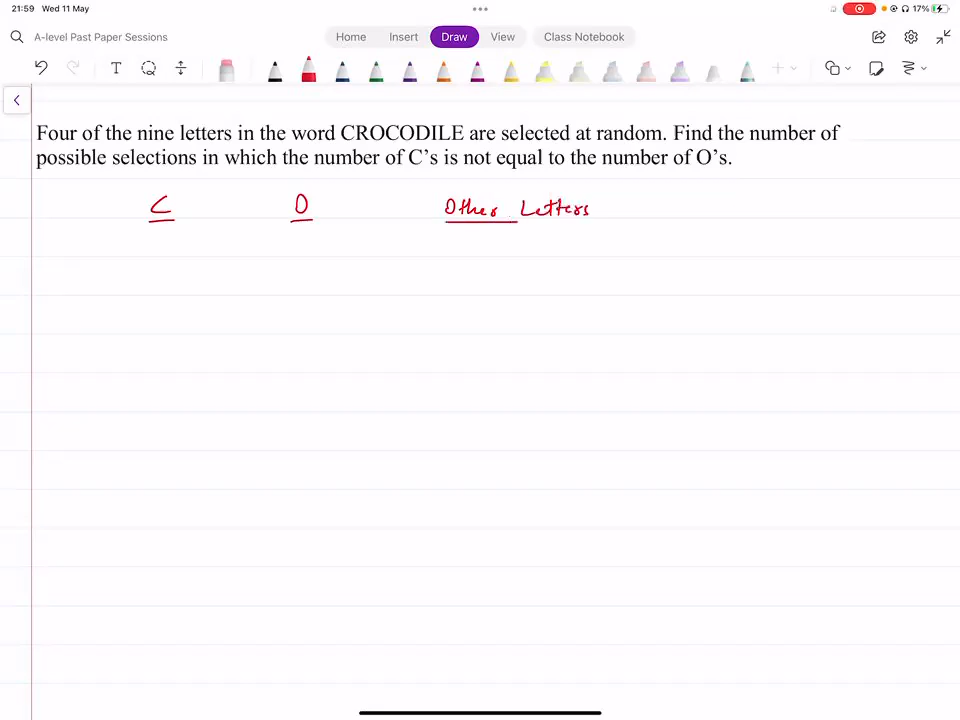 21:59 Wed 11 May
17%
A-level Past Paper Sessions
Home Insert Draw View Class Notebook
T
Four of the nine letters in the word CROCODILE are selected at random. Find the number of
possible selections in which the number of C’s is not equal to the number of O’s.
C O Other Letters